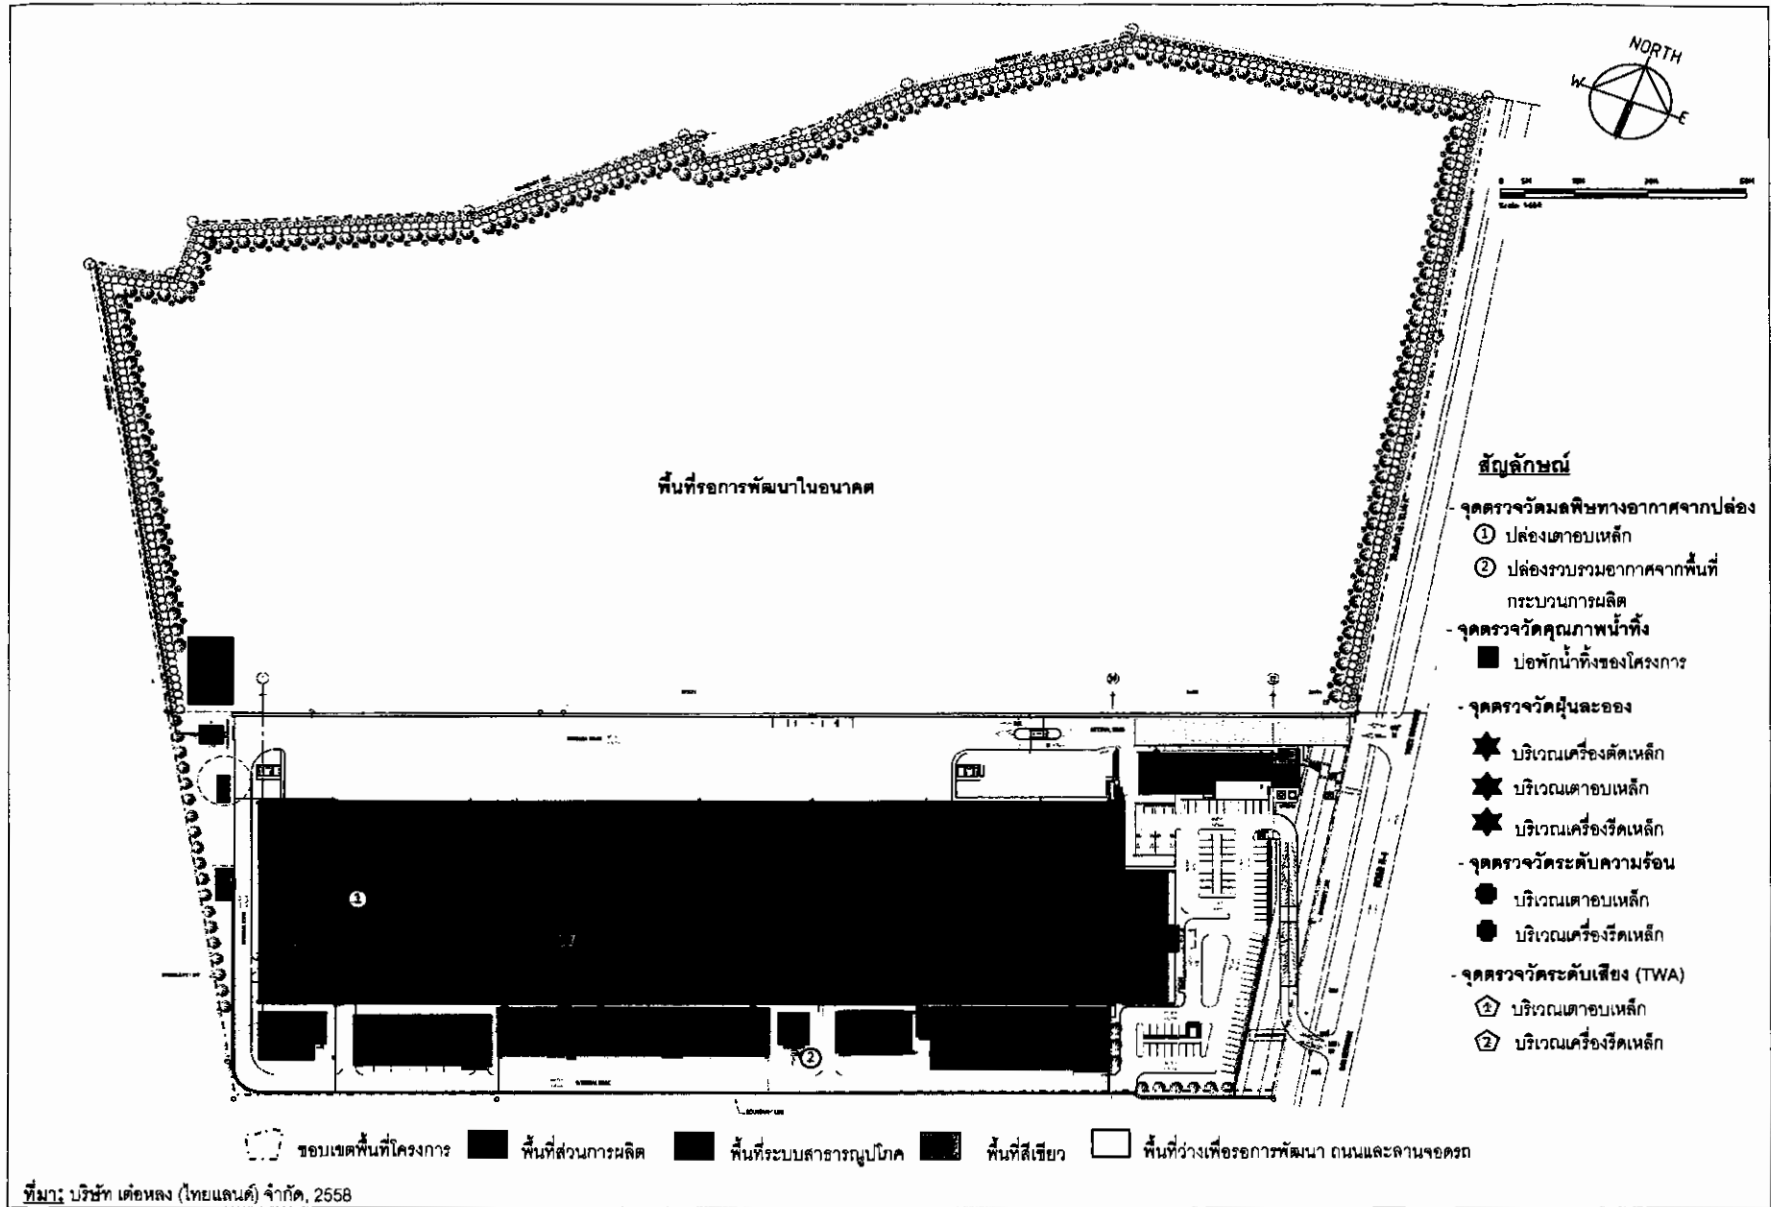 NORTH
W
E
0 5M 10M 30M 50M
พื้นที่รอการพัฒนาในอนาคต
สัญลักษณ์
- จุดตรวจวัดมลพิษทางอากาศจากปล่อง
① ปล่องเตาอบเหล็ก
② ปล่องรวบรวมอากาศจากพื้นที่
กระบวนการผลิต
- จุดตรวจวัดคุณภาพน้ำทิ้ง
บ่อพักน้ำทิ้งของโครงการ
- จุดตรวจวัดฝุ่นละออง
บริเวณเครื่องตัดเหล็ก
บริเวณเตาอบเหล็ก
บริเวณเครื่องรีดเหล็ก
- จุดตรวจวัดระดับความร้อน
บริเวณเตาอบเหล็ก
บริเวณเครื่องรีดเหล็ก
- จุดตรวจวัดระดับเสียง (TWA)
1 บริเวณเตาอบเหล็ก
2 บริเวณเครื่องรีดเหล็ก
①
②
BOUNDARY LINE
ขอบเขตพื้นที่โครงการ พื้นที่ส่วนการผลิต พื้นที่ระบบสาธารณูปโภค พื้นที่สีเขียว พื้นที่ว่างเพื่อรอการพัฒนา ถนนและลานจอดรถ
ที่มา: บริษัท เต๋อหลง (ไทยแลนด์) จำกัด, 2558